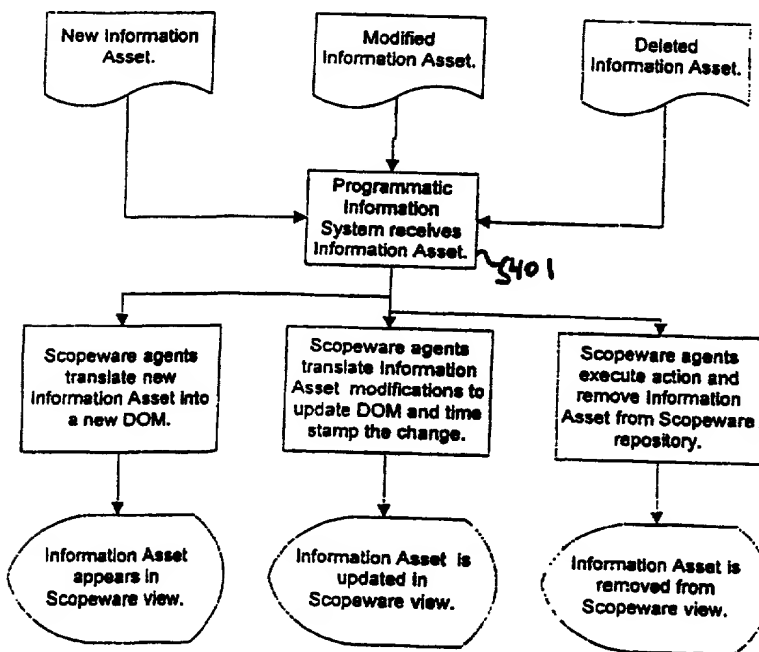 New Information
Asset.
Modified
Information Asset.
Deleted
Information Asset.
Programmatic
Information
System receives
Information Asset.
S401
Scopeware agents
translate new
Information Asset into
a new DOM.
Scopeware agents
translate Information
Asset modifications to
update DOM and time
stamp the change.
Scopeware agents
execute action and
remove Information
Asset from Scopeware
repository.
Information Asset
appears in
Scopeware view.
Information Asset is
updated in
Scopeware view.
Information Asset is
removed from
Scopeware view.